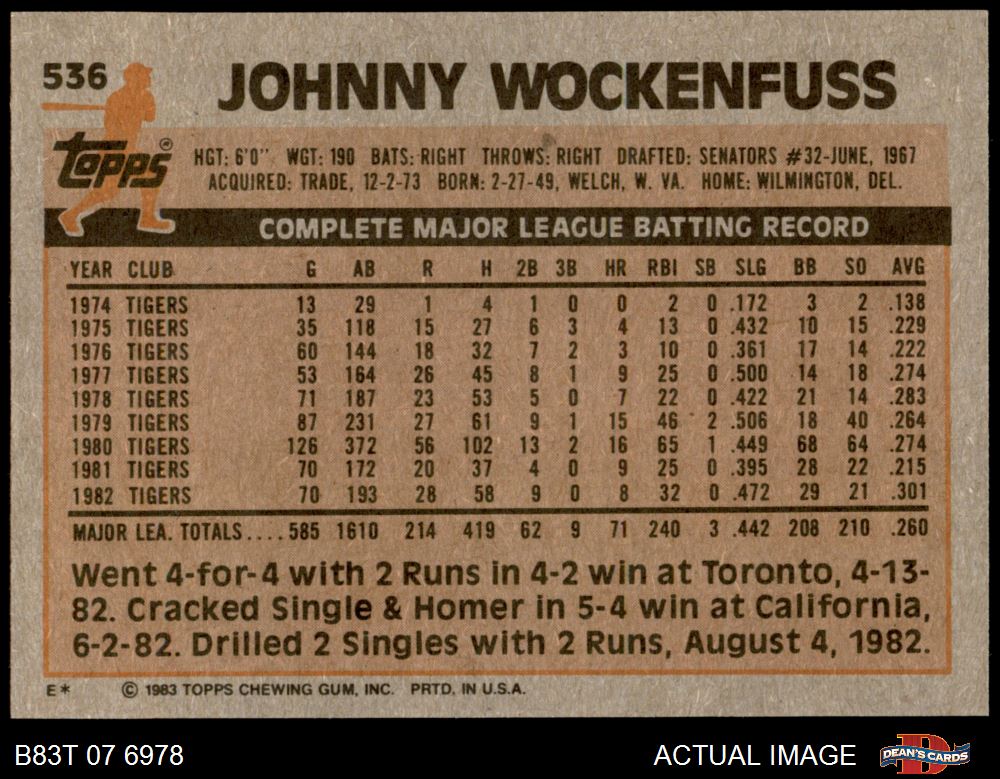 536
JOHNNY WOCKENFUSS
Topps®
HGT: 6'0" WGT: 190 BATS: RIGHT THROWS: RIGHT DRAFTED: SENATORS #32-JUNE, 1967
ACQUIRED: TRADE, 12-2-73 BORN: 2-27-49, WELCH, W. VA. HOME: WILMINGTON, DEL.
COMPLETE MAJOR LEAGUE BATTING RECORD
YEAR CLUB G AB R H 2B 3B HR RBI SB SLG BB SO AVG
1974 TIGERS 13 29 1 4 1 0 0 2 0 .172 3 2 .138
1975 TIGERS 35 118 15 27 6 3 4 13 0 .432 10 15 .229
1976 TIGERS 60 144 18 32 7 2 3 10 0 .361 17 14 .222
1977 TIGERS 53 164 26 45 8 1 9 25 0 .500 14 18 .274
1978 TIGERS 71 187 23 53 5 0 7 22 0 .422 21 14 .283
1979 TIGERS 87 231 27 61 9 1 15 46 2 .506 18 40 .264
1980 TIGERS 126 372 56 102 13 2 16 65 1 .449 68 64 .274
1981 TIGERS 70 172 20 37 4 0 9 25 0 .395 28 22 .215
1982 TIGERS 70 193 28 58 9 0 8 32 0 .472 29 21 .301
MAJOR LEA. TOTALS....585 1610 214 419 62 9 71 240 3 .442 208 210 .260
Went 4-for-4 with 2 Runs in 4-2 win at Toronto, 4-13-
82. Cracked Single & Homer in 5-4 win at California,
6-2-82. Drilled 2 Singles with 2 Runs, August 4, 1982.
E* © 1983 TOPPS CHEWING GUM, INC. PRTD. IN U.S.A.
B83T 07 6978 ACTUAL IMAGE D DEAN'S CARDS